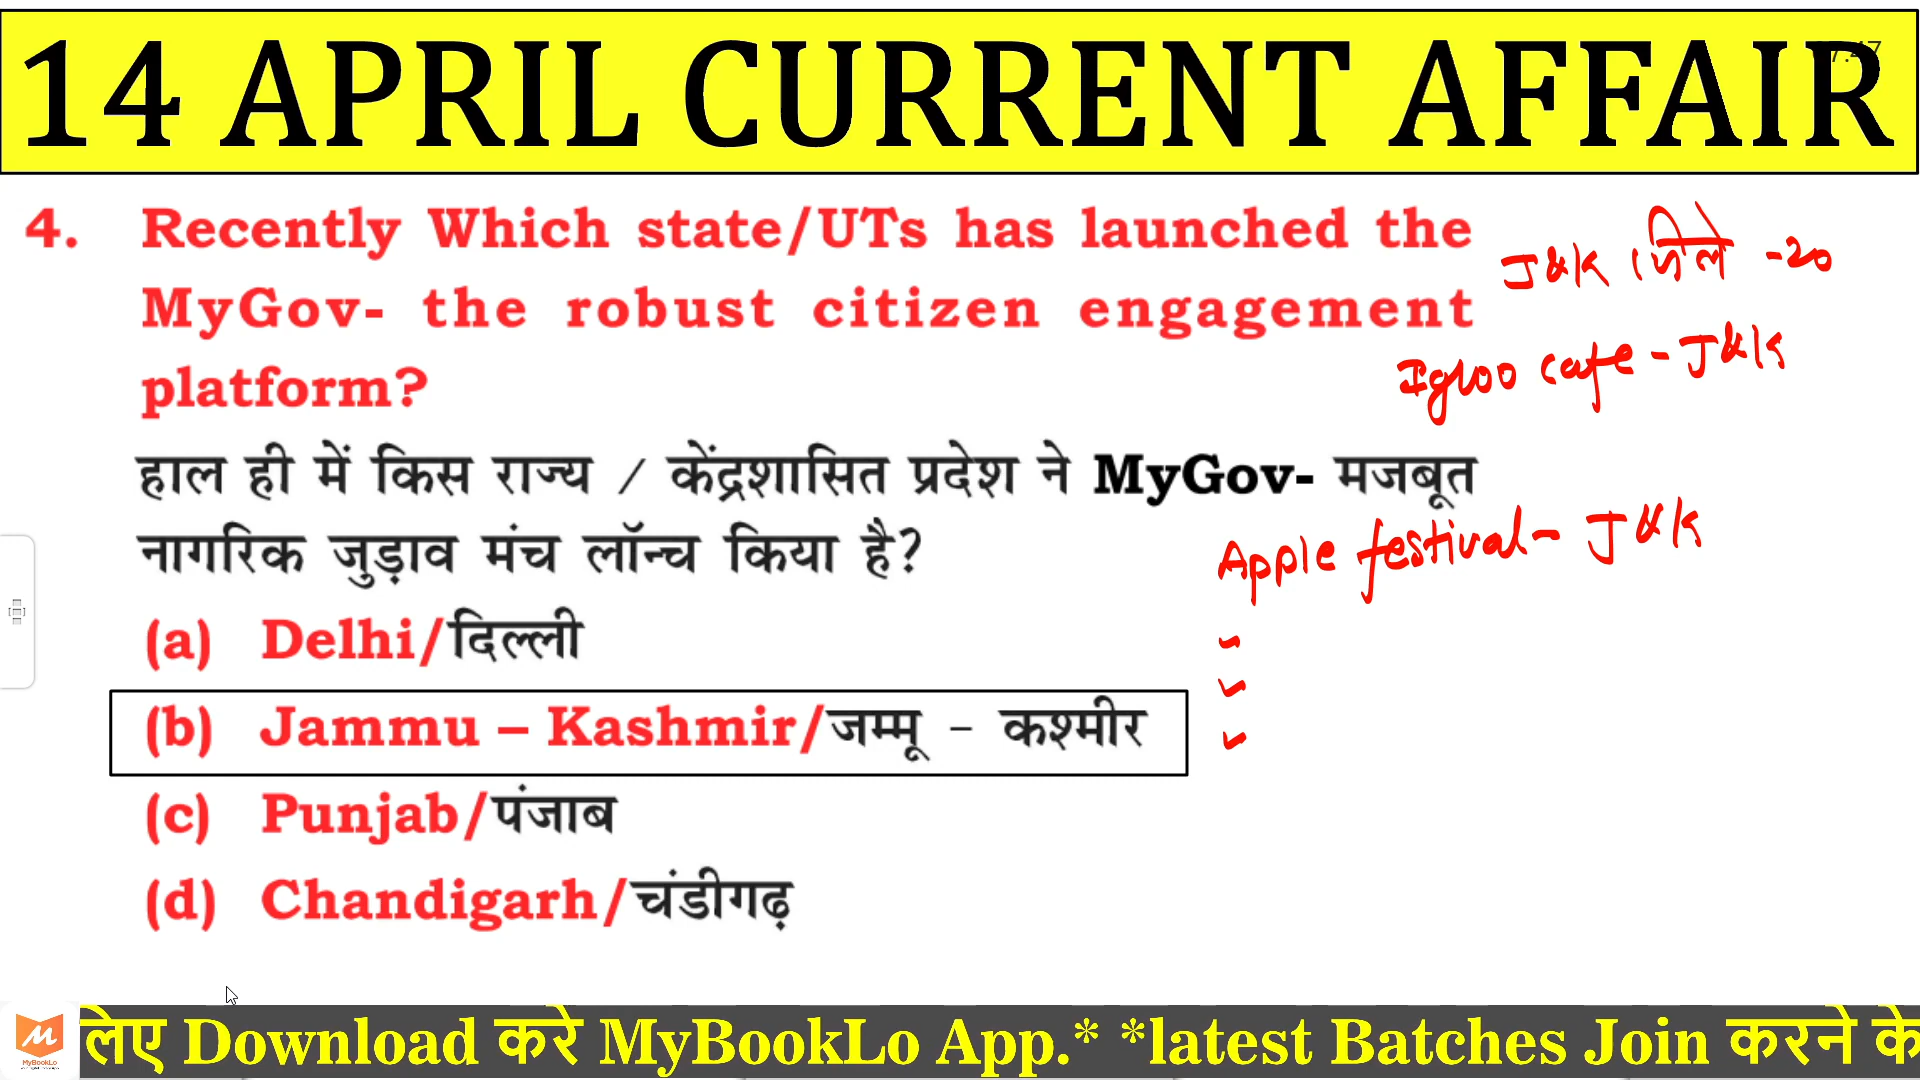 14 APRIL CURRENT AFFAIR
4. Recently Which state/UTs has launched the
MyGov- the robust citizen engagement
platform?
हाल ही में किस राज्य / केंद्रशासित प्रदेश ने MyGov- मजबूत
नागरिक जुड़ाव मंच लॉन्च किया है?
(a) Delhi/दिल्ली
(b) Jammu – Kashmir/जम्मू – कश्मीर
(c) Punjab/पंजाब
(d) Chandigarh/चंडीगढ़
J&K जिले -20
Igloo cafe - J&K
Apple festival - J&K
MyBookLo
लिए Download करे MyBookLo App.* *latest Batches Join करने के